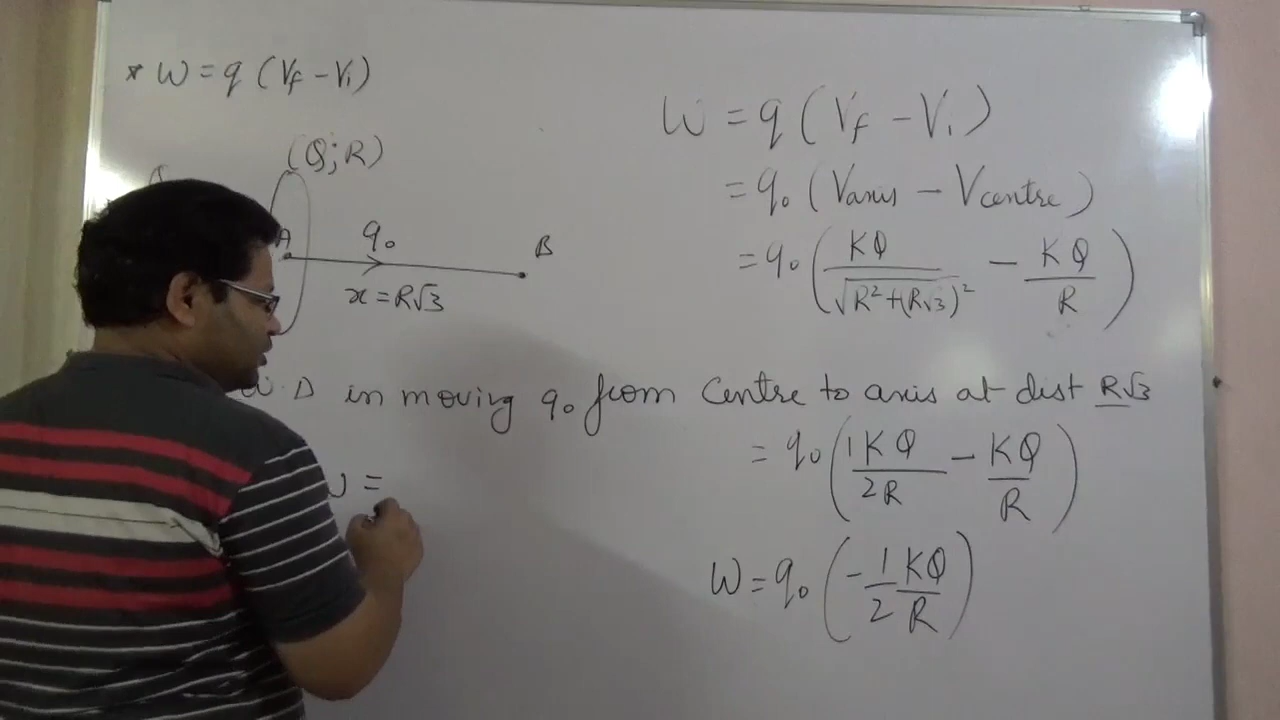 * W = q (Vf - Vi)
(Q; R)
A
q₀
B
x = R√3
W.D in moving q₀ from Centre to axis at dist R√3
W =
W = q (Vf - Vi)
= q₀ (Vaxis - Vcentre)
= q₀ (KQ/√R²+(R√3)² - KQ/R)
= q₀ (1KQ/2R - KQ/R)
W = q₀ (-1/2 KQ/R)